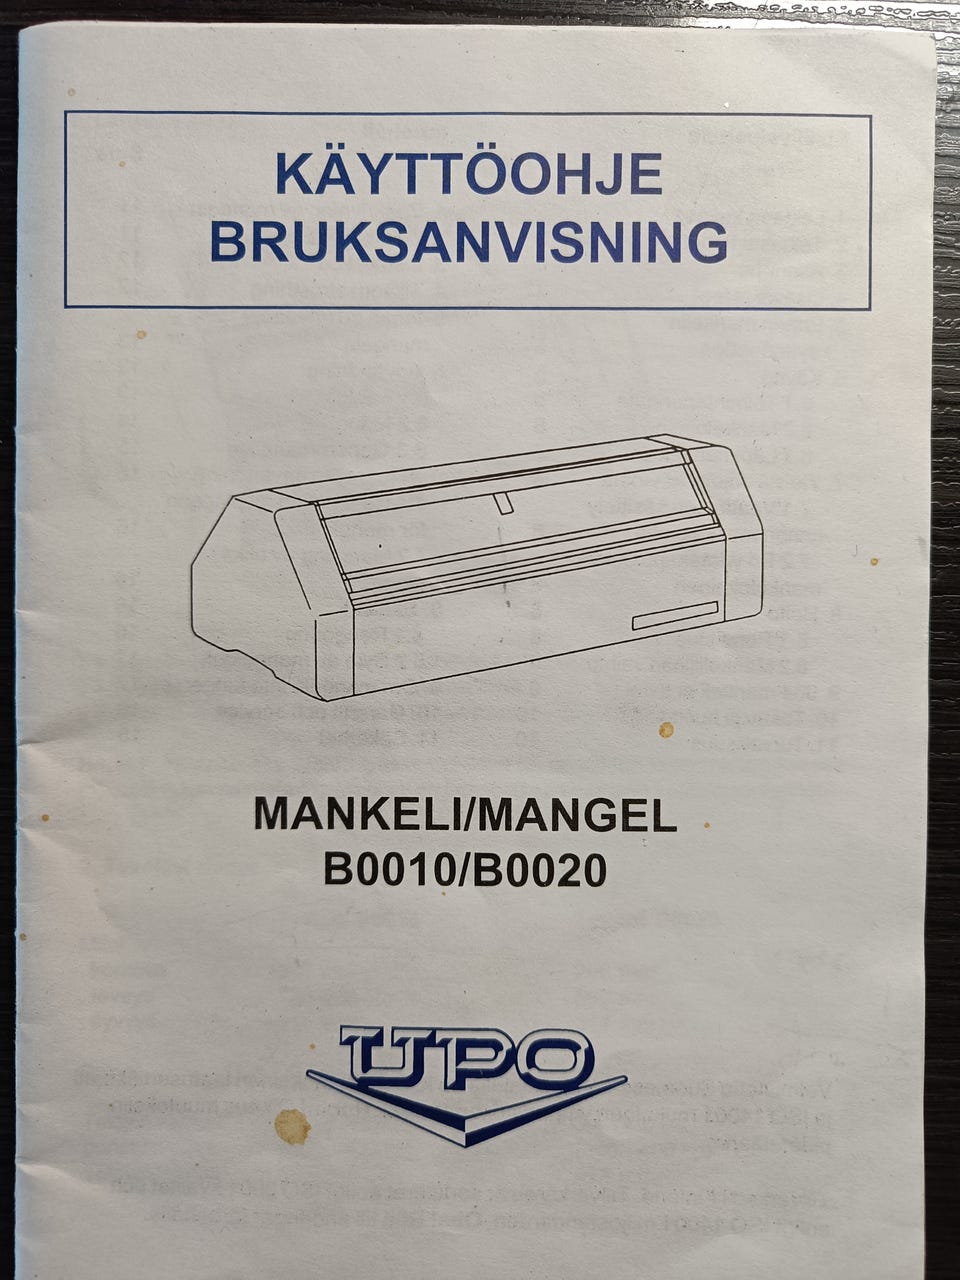 KÄYTTÖOHJE
BRUKSANVISNING
MANKELI/MANGEL
B0010/B0020
UPO